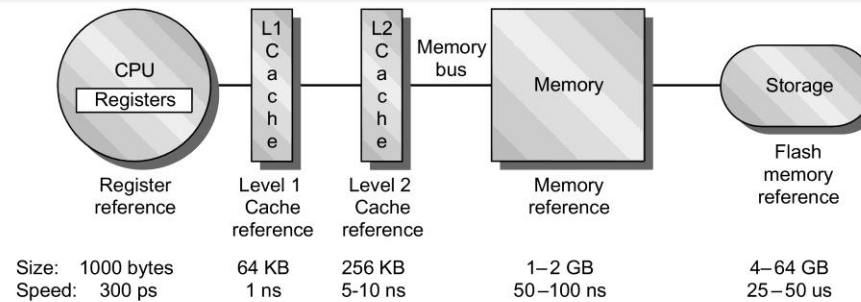 CPU
Registers
L1
Cache
L2
Cache
Memory
bus
Memory
Storage
Register
reference
Level 1
Cache
reference
Level 2
Cache
reference
Memory
reference
Flash
memory
reference
Size: 1000 bytes 64 KB 256 KB 1–2 GB 4–64 GB
Speed: 300 ps 1 ns 5-10 ns 50–100 ns 25–50 us